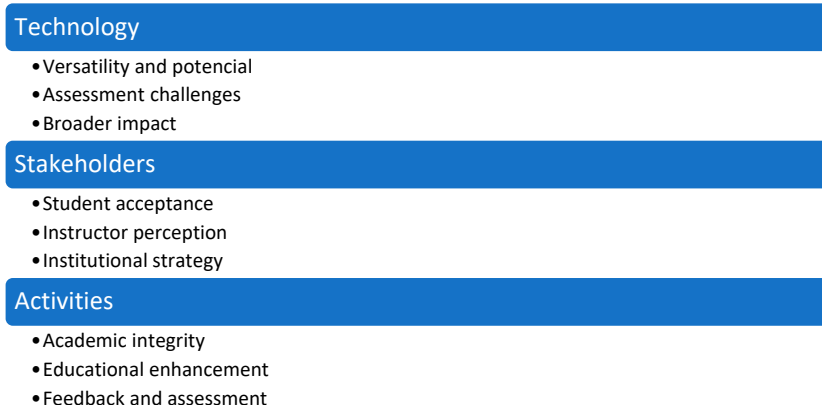 Technology
•Versatility and potencial
•Assessment challenges
•Broader impact
Stakeholders
•Student acceptance
•Instructor perception
•Institutional strategy
Activities
•Academic integrity
•Educational enhancement
•Feedback and assessment